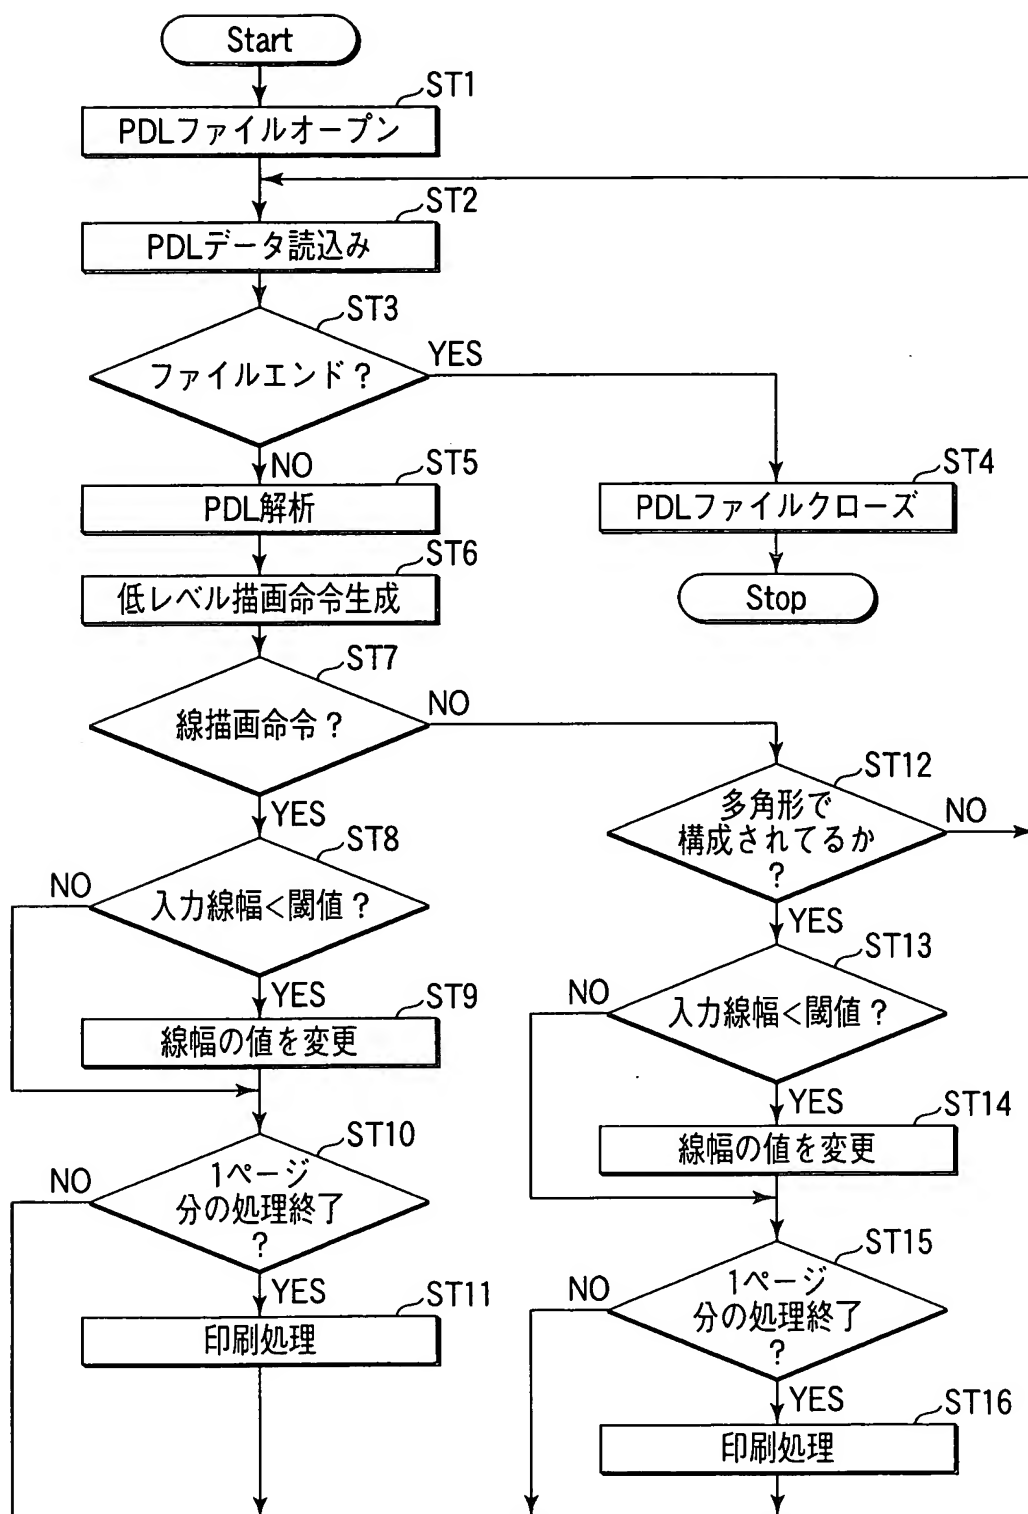 Start
ST1
PDLファイルオープン
ST2
PDLデータ読込み
ST3
ファイルエンド？
YES
NO
ST5
PDL解析
ST4
PDLファイルクローズ
ST6
低レベル描画命令生成
Stop
ST7
線描画命令？
NO
YES
ST12
多角形で
構成されてるか
？
NO
YES
ST8
入力線幅<閾値？
NO
YES
ST13
入力線幅<閾値？
NO
YES
ST9
線幅の値を変更
ST14
線幅の値を変更
ST10
1ページ
分の処理終了
？
NO
YES
ST15
1ページ
分の処理終了
？
NO
YES
ST11
印刷処理
ST16
印刷処理